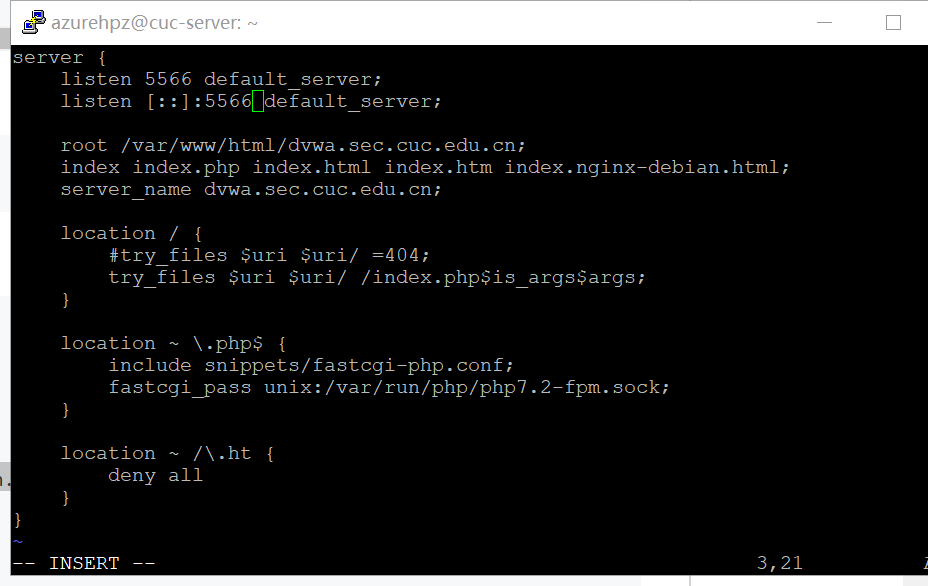 azurehpz@cuc-server: ~
server {
    listen 5566 default_server;
    listen [::]:5566 default_server;
    root /var/www/html/dvwa.sec.cuc.edu.cn;
    index index.php index.html index.htm index.nginx-debian.html;
    server_name dvwa.sec.cuc.edu.cn;
    location / {
        #try_files $uri $uri/ =404;
        try_files $uri $uri/ /index.php$is_args$args;
    }
    location ~ \.php$ {
        include snippets/fastcgi-php.conf;
        fastcgi_pass unix:/var/run/php/php7.2-fpm.sock;
    }
    location ~ /\.ht {
        deny all
    }
}
~
-- INSERT -- 3,21